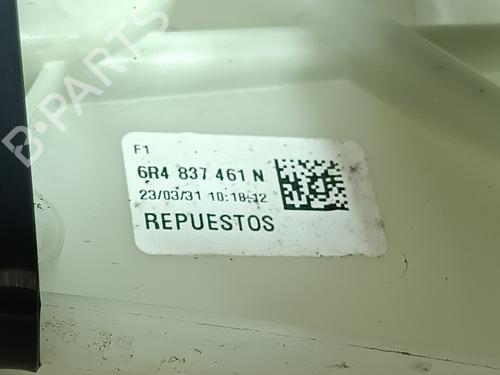 B-PARTS
F1
6R4 837 461 N
23/03/31 10:18:12
REPUESTOS